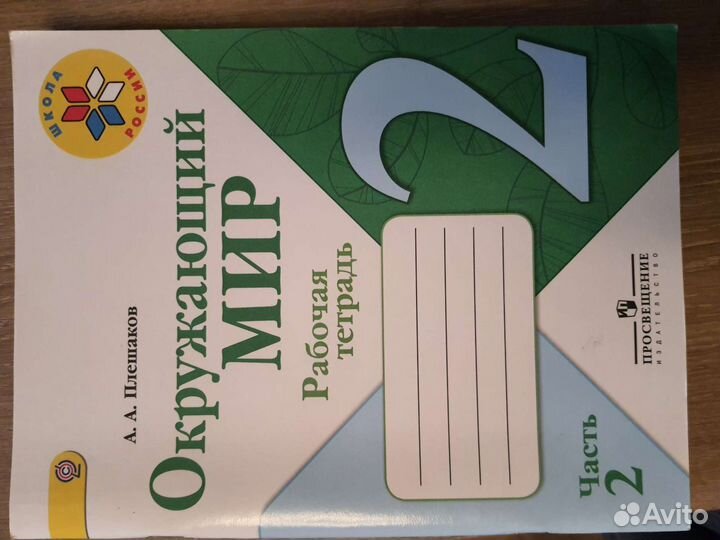 ШКОЛА
РОССИИ
А. А. Плешаков
Окружающий
МИР
Рабочая
тетрадь
2
Часть
2
ПРОСВЕЩЕНИЕ
ИЗДАТЕЛЬСТВО
Avito